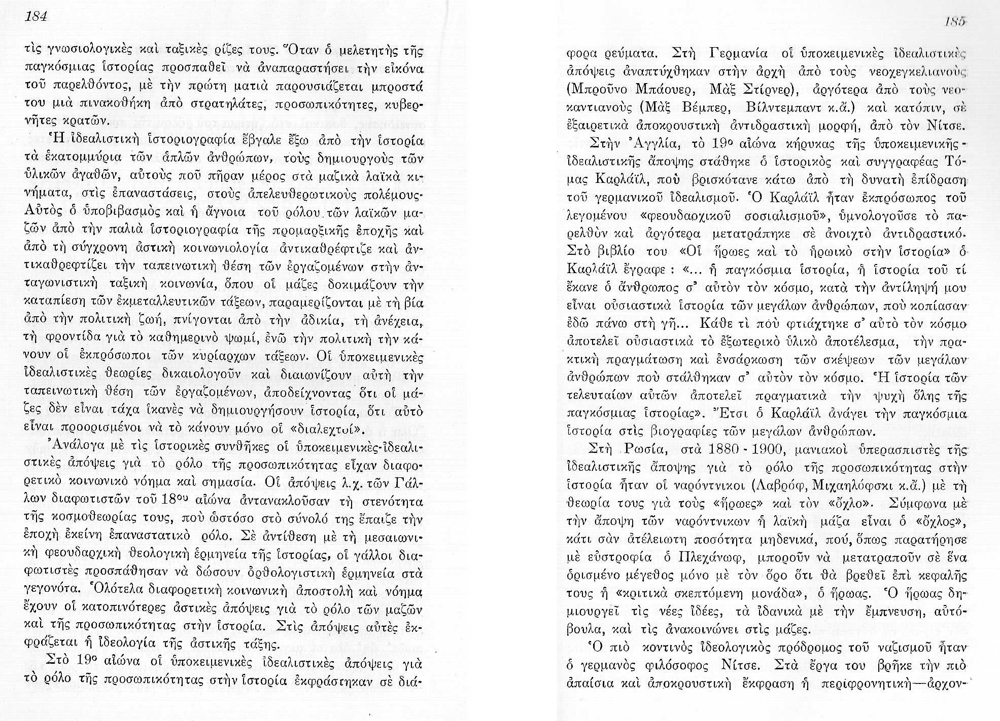 184
τὶς γνωσιολογικὲς καὶ ταξικὲς ρίζες τους. Ὅταν ὁ μελετητὴς τῆς
παγκόσμιας ἱστορίας προσπαθεῖ νὰ ἀναπαραστήσει τὴν εἰκόνα
τοῦ παρελθόντος, μὲ τὴν πρώτη ματιὰ παρουσιάζεται μπροστά
του μιὰ πινακοθήκη ἀπὸ στρατηλάτες, προσωπικότητες, κυβερ-
νῆτες κρατῶν.
Ἡ ἰδεαλιστικὴ ἱστοριογραφία ἔβγαλε ἔξω ἀπὸ τὴν ἱστορία
τὰ ἑκατομμύρια τῶν ἁπλῶν ἀνθρώπων, τοὺς δημιουργοὺς τῶν
ὑλικῶν ἀγαθῶν, αὐτοὺς ποῦ πῆραν μέρος στὰ μαζικὰ λαϊκὰ κι-
νήματα, στὶς ἐπαναστάσεις, στοὺς ἀπελευθερωτικοὺς πολέμους·
Αὐτὸς ὁ ὑποβιβασμὸς καὶ ἡ ἄγνοια τοῦ ρόλου τῶν λαϊκῶν μα-
ζῶν ἀπὸ τὴν παλιὰ ἱστοριογραφία τῆς προμαρξικῆς ἐποχῆς καὶ
ἀπὸ τὴ σύγχρονη ἀστικὴ κοινωνιολογία ἀντικαθρέφτιζε καὶ ἀν-
τικαθρεφτίζει τὴν ταπεινωτικὴ θέση τῶν ἐργαζομένων στὴν ἀν-
ταγωνιστικὴ ταξικὴ κοινωνία, ὅπου οἱ μάζες δοκιμάζουν τὴν
καταπίεση τῶν ἐκμεταλλευτικῶν τάξεων, παραμερίζονται μὲ τὴ βία
ἀπὸ τὴν πολιτικὴ ζωή, πνίγονται ἀπὸ τὴν ἀδικία, τὴ ἀνέχεια,
τὴ φροντίδα γιὰ τὸ καθημερινὸ ψωμί, ἐνῶ τὴν πολιτικὴ τὴν κά-
νουν οἱ ἐκπρόσωποι τῶν κυρίαρχων τάξεων. Οἱ ὑποκειμενικὲς
ἰδεαλιστικὲς θεωρίες δικαιολογοῦν καὶ διαιωνίζουν αὐτὴ τὴν
ταπεινωτικὴ θέση τῶν ἐργαζομένων, ἀποδείχνοντας ὅτι οἱ μά-
ζες δὲν εἶναι τάχα ἱκανὲς νὰ δημιουργήσουν ἱστορία, ὅτι αὐτὸ
εἶναι προορισμένοι νὰ τὸ κάνουν μόνο οἱ «διαλεχτοί».
Ἀνάλογα μὲ τὶς ἱστορικὲς συνθῆκες οἱ ὑποκειμενικὲς-ἰδεαλι-
στικὲς ἀπόψεις γιὰ τὸ ρόλο τῆς προσωπικότητας εἶχαν διαφο-
ρετικὸ κοινωνικὸ νόημα καὶ σημασία. Οἱ ἀπόψεις λ.χ. τῶν Γάλ-
λων διαφωτιστῶν τοῦ 18ου αἰώνα ἀντανακλοῦσαν τὴ στενότητα
τῆς κοσμοθεωρίας τους, ποὺ ὡστόσο στὸ σύνολό της ἔπαιζε τὴν
ἐποχὴ ἐκείνη ἐπαναστατικὸ ρόλο. Σὲ ἀντίθεση μὲ τὴ μεσαιωνι-
κὴ φεουδαρχικὴ θεολογικὴ ἑρμηνεία τῆς ἱστορίας, οἱ γάλλοι δια-
φωτιστὲς προσπάθησαν νὰ δώσουν ὀρθολογιστικὴ ἑρμηνεία στὰ
γεγονότα. Ὁλότελα διαφορετικὴ κοινωνικὴ ἀποστολὴ καὶ νόημα
ἔχουν οἱ κατοπινότερες ἀστικὲς ἀπόψεις γιὰ τὸ ρόλο τῶν μαζῶν
καὶ τῆς προσωπικότητας στὴν ἱστορία. Στὶς ἀπόψεις αὐτὲς ἐκ-
φράζεται ἡ ἰδεολογία τῆς ἀστικῆς τάξης.
Στὸ 19ο αἰώνα οἱ ὑποκειμενικὲς ἰδεαλιστικὲς ἀπόψεις γιὰ
τὸ ρόλο τῆς προσωπικότητας στὴν ἱστορία ἐκφράστηκαν σὲ διά-
185
φορα ρεύματα. Στὴ Γερμανία οἱ ὑποκειμενικὲς ἰδεαλιστικὲς
ἀπόψεις ἀναπτύχθηκαν στὴν ἀρχὴ ἀπὸ τοὺς νεοχεγκελιανοὺς
(Μπροῦνο Μπάουερ, Μὰξ Στίρνερ), ἀργότερα ἀπὸ τοὺς νεο-
καντιανοὺς (Μὰξ Βέμπερ, Βίλντεμπαντ κ.ἄ.) καὶ κατόπιν, σὲ
ἐξαιρετικὰ ἀποκρουστικὴ ἀντιδραστικὴ μορφή, ἀπὸ τὸν Νίτσε.
Στὴν Ἀγγλία, τὸ 19ο αἰώνα κήρυκας τῆς ὑποκειμενικῆς-
ἰδεαλιστικῆς ἄποψης στάθηκε ὁ ἱστορικὸς καὶ συγγραφέας Τό-
μας Καρλάϊλ, ποὺ βρισκότανε κάτω ἀπὸ τὴ δυνατὴ ἐπίδραση
τοῦ γερμανικοῦ ἰδεαλισμοῦ. Ὁ Καρλάϊλ ἦταν ἐκπρόσωπος τοῦ
λεγομένου «φεουδαρχικοῦ σοσιαλισμοῦ», ὑμνολογοῦσε τὸ πα-
ρελθὸν καὶ ἀργότερα μετατράπηκε σὲ ἀνοιχτὸ ἀντιδραστικό.
Στὸ βιβλίο του «Οἱ ἥρωες καὶ τὸ ἡρωικὸ στὴν ἱστορία» ὁ
Καρλάϊλ ἔγραφε : «... ἡ παγκόσμια ἱστορία, ἡ ἱστορία τοῦ τί
ἔκανε ὁ ἄνθρωπος σ᾽ αὐτὸν τὸν κόσμο, κατὰ τὴν ἀντίληψή μου
εἶναι οὐσιαστικὰ ἱστορία τῶν μεγάλων ἀνθρώπων, ποὺ κοπίασαν
ἐδῶ πάνω στὴ γῆ... Κάθε τὶ ποὺ φτιάχτηκε σ᾽ αὐτὸ τὸν κόσμο
ἀποτελεῖ οὐσιαστικὰ τὸ ἐξωτερικὸ ὑλικὸ ἀποτέλεσμα, τὴν πρα-
κτικὴ πραγμάτωση καὶ ἐνσάρκωση τῶν σκέψεων τῶν μεγάλων
ἀνθρώπων ποὺ στάλθηκαν σ᾽ αὐτὸν τὸν κόσμο. Ἡ ἱστορία τῶν
τελευταίων αὐτῶν ἀποτελεῖ πραγματικὰ τὴν ψυχὴ ὅλης τῆς
παγκόσμιας ἱστορίας». Ἔτσι ὁ Καρλάϊλ ἀνάγει τὴν παγκόσμια
ἱστορία στὶς βιογραφίες τῶν μεγάλων ἀνθρώπων.
Στὴ Ρωσία, στὰ 1880 - 1900, μανιακοὶ ὑπερασπιστὲς τῆς
ἰδεαλιστικῆς ἄποψης γιὰ τὸ ρόλο τῆς προσωπικότητας στὴν
ἱστορία ἦταν οἱ ναρόντνικοι (Λαβρόφ, Μιχαηλόφσκι κ.ἄ.) μὲ τὴ
θεωρία τους γιὰ τοὺς «ἥρωες» καὶ τὸν «ὄχλο». Σύμφωνα μὲ
τὴν ἄποψη τῶν ναρόντνικων ἡ λαϊκὴ μάζα εἶναι ὁ «ὄχλος»,
κάτι σὰν ἀτέλειωτη ποσότητα μηδενικά, πού, ὅπως παρατήρησε
μὲ εὐστροφία ὁ Πλεχάνωφ, μποροῦν νὰ μετατραποῦν σὲ ἕνα
ὁρισμένο μέγεθος μόνο μὲ τὸν ὅρο ὅτι θὰ βρεθεῖ ἐπὶ κεφαλῆς
τους ἡ «κριτικὰ σκεπτόμενη μονάδα», ὁ ἥρωας. Ὁ ἥρωας δη-
μιουργεῖ τὶς νέες ἰδέες, τὰ ἰδανικὰ μὲ τὴν ἔμπνευση, αὐτό-
βουλα, καὶ τὶς ἀνακοινώνει στὶς μάζες.
Ὁ πιὸ κοντινὸς ἰδεολογικὸς πρόδρομος τοῦ ναζισμοῦ ἦταν
ὁ γερμανὸς φιλόσοφος Νίτσε. Στὰ ἔργα του βρῆκε τὴν πιὸ
ἀπαίσια καὶ ἀποκρουστικὴ ἔκφραση ἡ περιφρονητικὴ—ἀρχον-